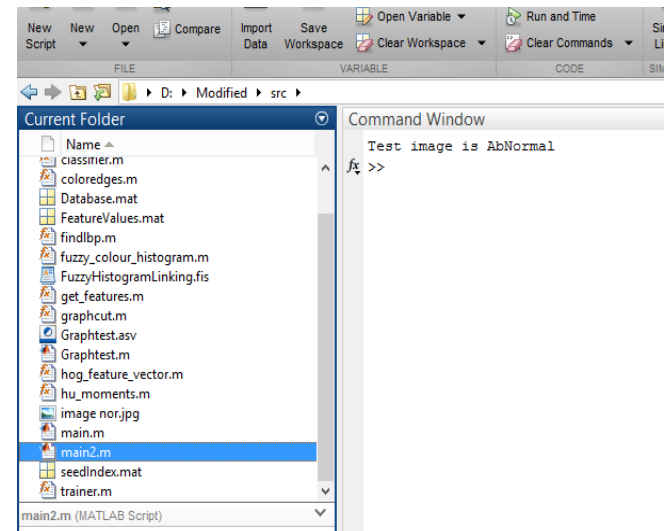 New Script
New
Open
Compare
Import Data
Save Workspace
Open Variable
Clear Workspace
Run and Time
Clear Commands
FILE
VARIABLE
CODE
D: Modified src
Current Folder
Command Window
Name
classifier.m
coloredges.m
Database.mat
FeatureValues.mat
findlbp.m
fuzzy_colour_histogram.m
FuzzyHistogramLinking.fis
get_features.m
graphcut.m
Graphtest.asv
Graphtest.m
hog_feature_vector.m
hu_moments.m
image nor.jpg
main.m
main2.m
seedIndex.mat
trainer.m
main2.m (MATLAB Script)
Test image is AbNormal
fx >>